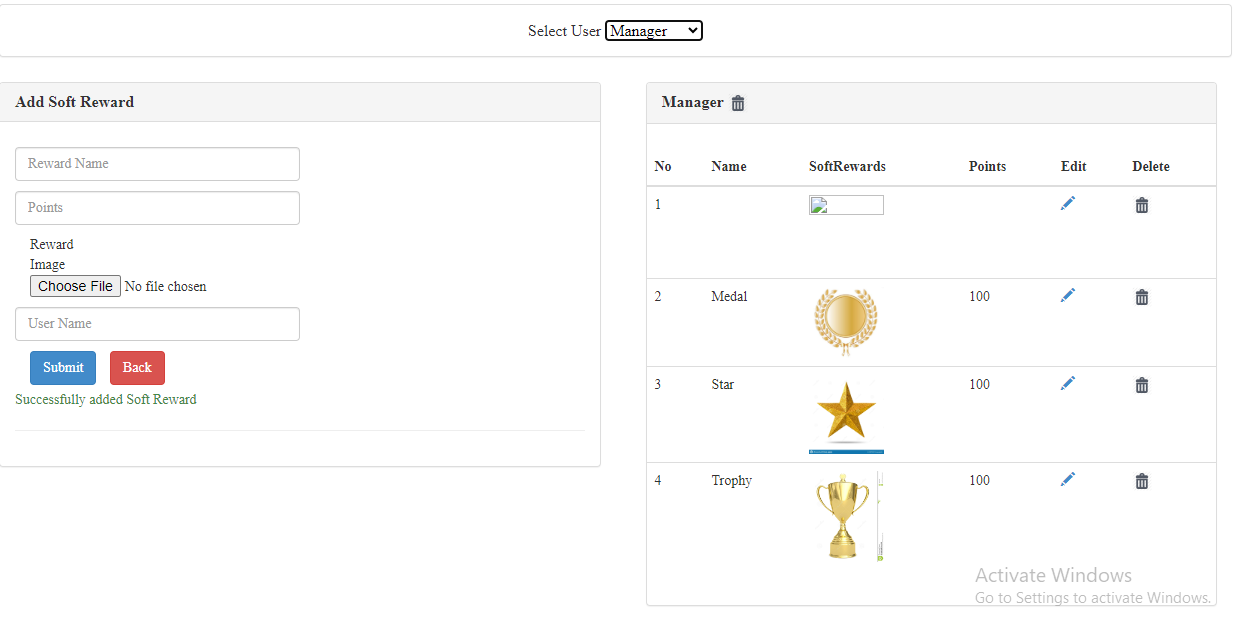 Select User Manager
Add Soft Reward
Reward Name
Points
Reward
Image
Choose File No file chosen
User Name
Submit Back
Successfully added Soft Reward
Manager
No Name SoftRewards Points Edit Delete
1
2 Medal 100
3 Star 100
4 Trophy 100
Activate Windows
Go to Settings to activate Windows.